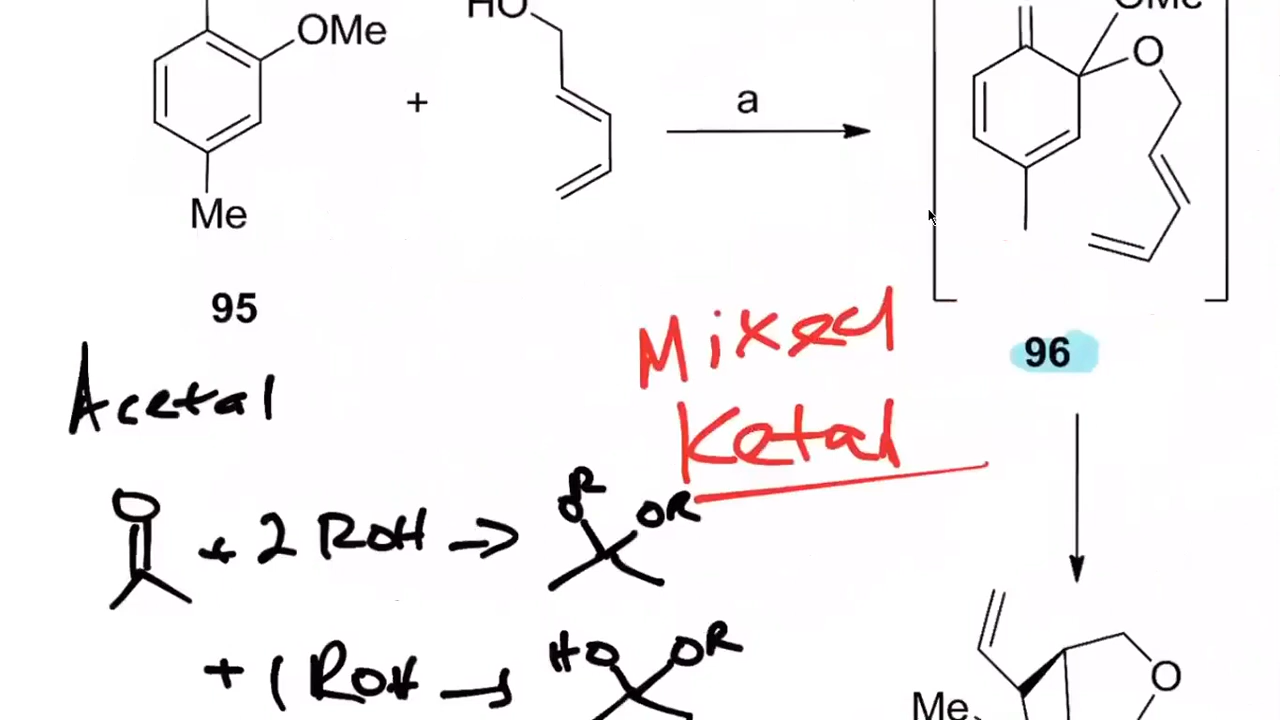 HO
OMe
OMe
O
+
a
Me
95
96
Mixed
Ketal
Acetal
O
+ 2 ROH →
OR
OR
+ 1 ROH →
HO
OR
O
Me